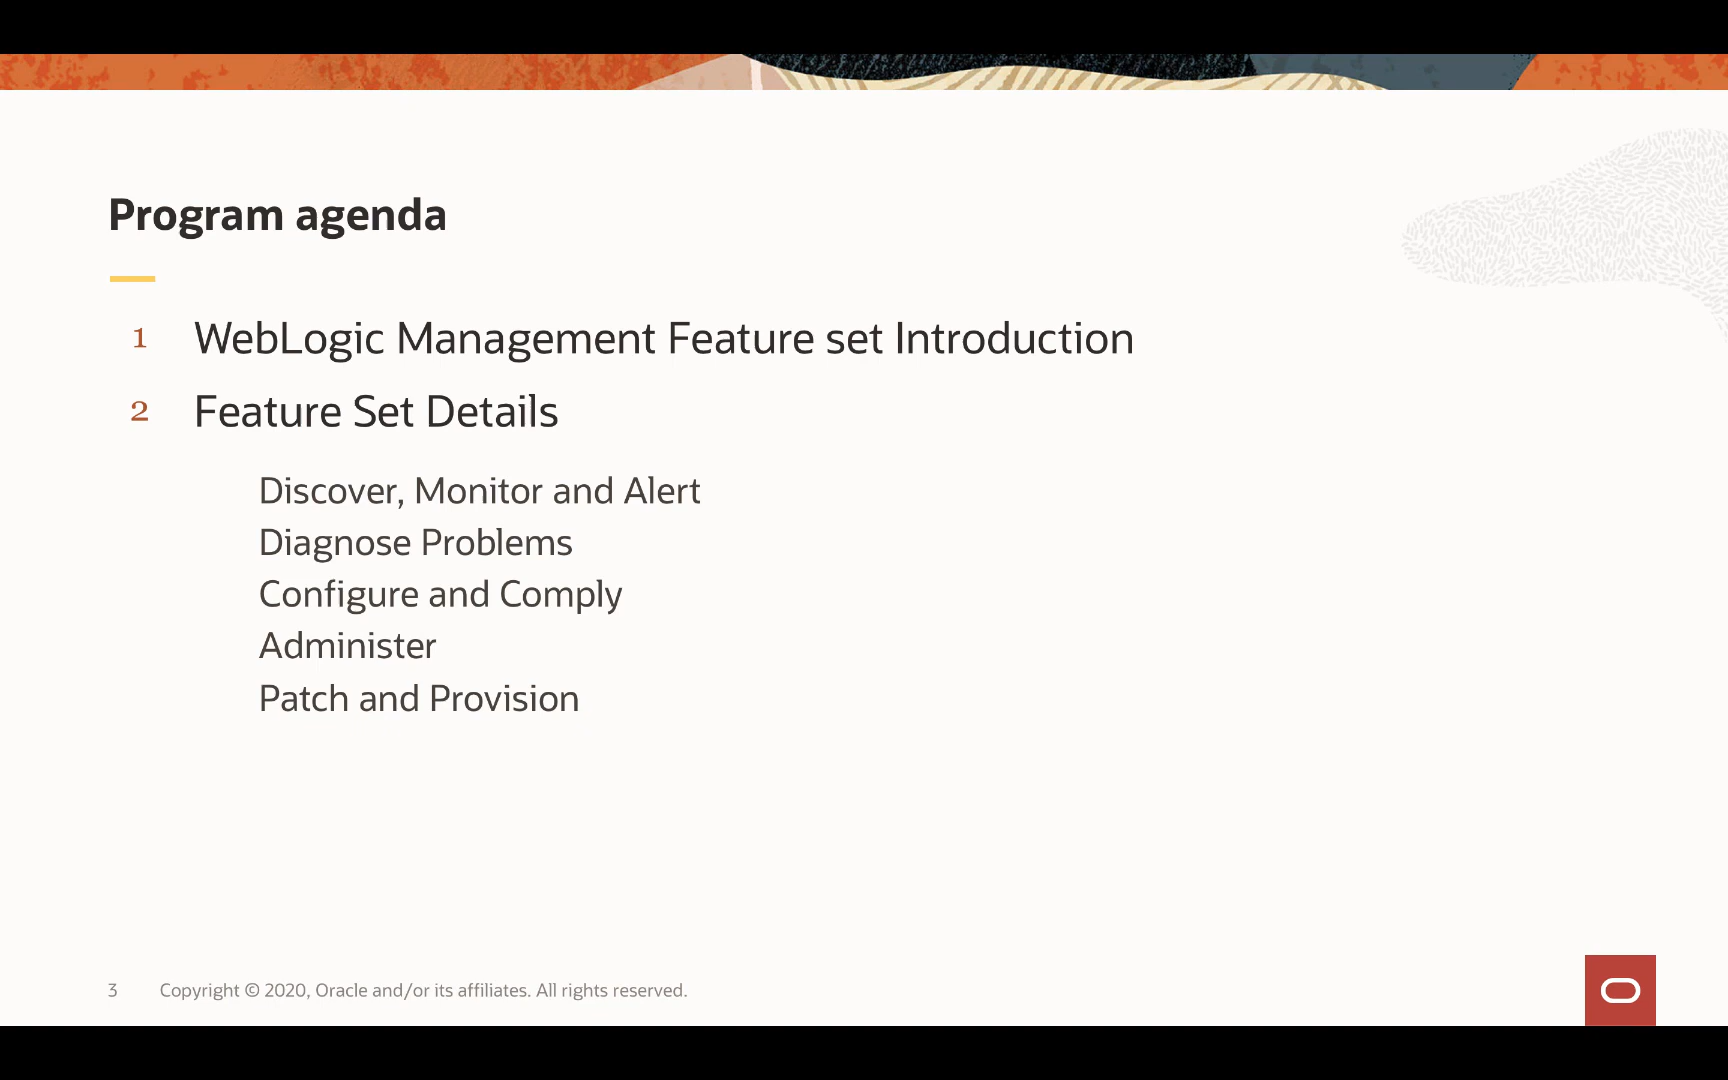 Program agenda
1 WebLogic Management Feature set Introduction
2 Feature Set Details
Discover, Monitor and Alert
Diagnose Problems
Configure and Comply
Administer
Patch and Provision
3 Copyright © 2020, Oracle and/or its affiliates. All rights reserved.